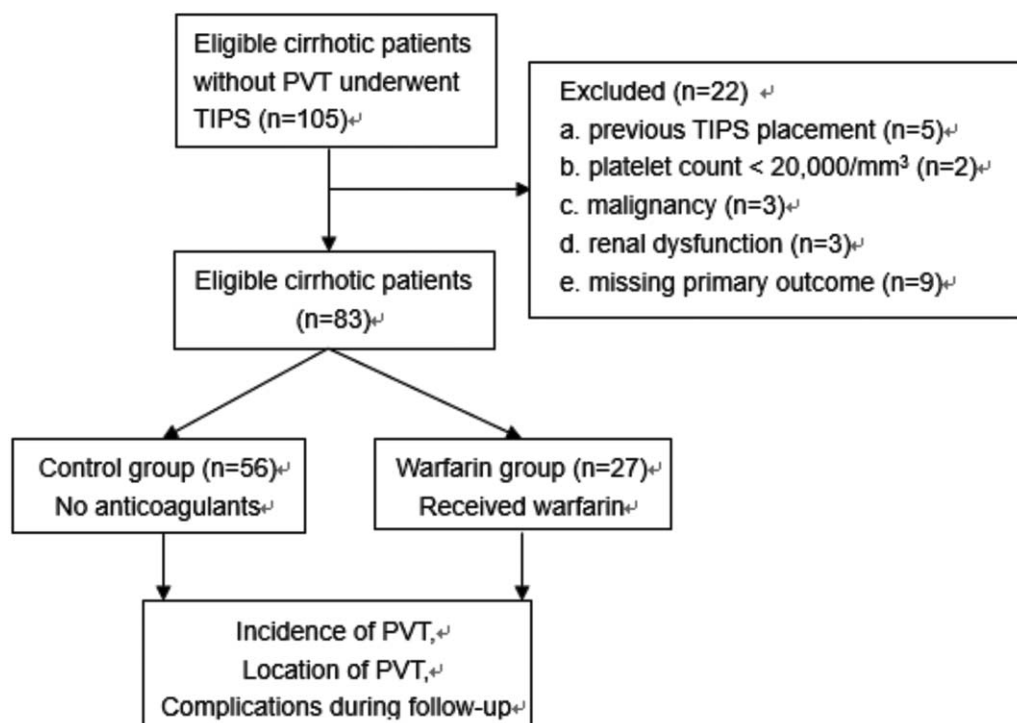 Eligible cirrhotic patients
without PVT underwent
TIPS (n=105)↵
Excluded (n=22) ↵
a. previous TIPS placement (n=5)↵
b. platelet count < 20,000/mm³ (n=2)↵
c. malignancy (n=3)↵
d. renal dysfunction (n=3)↵
e. missing primary outcome (n=9)↵
Eligible cirrhotic patients
(n=83)↵
Control group (n=56)↵
No anticoagulants↵
Warfarin group (n=27)↵
Received warfarin↵
Incidence of PVT,↵
Location of PVT,↵
Complications during follow-up↵